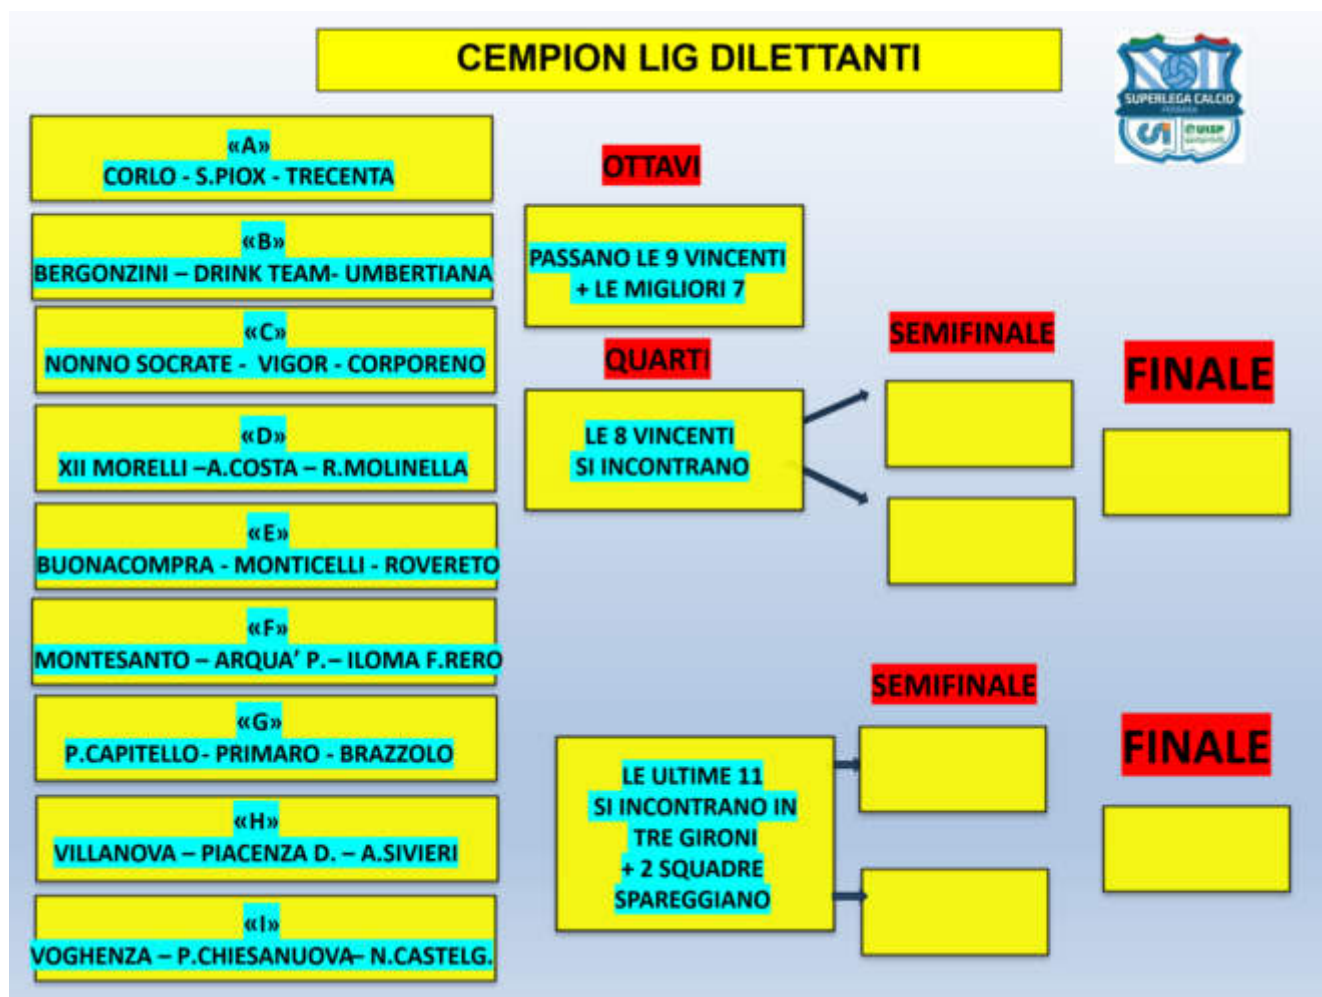 CEMPION LIG DILETTANTI
SUPERLEGA CALCIO
FERRARA
CSI
UISP
«A»
CORLO - S.PIOX - TRECENTA
«B»
BERGONZINI – DRINK TEAM- UMBERTIANA
«C»
NONNO SOCRATE - VIGOR - CORPORENO
«D»
XII MORELLI –A.COSTA – R.MOLINELLA
«E»
BUONACOMPRA - MONTICELLI - ROVERETO
«F»
MONTESANTO – ARQUA’ P.– ILOMA F.RERO
«G»
P.CAPITELLO- PRIMARO - BRAZZOLO
«H»
VILLANOVA – PIACENZA D. – A.SIVIERI
«I»
VOGHENZA – P.CHIESANUOVA– N.CASTELG.
OTTAVI
PASSANO LE 9 VINCENTI
+ LE MIGLIORI 7
QUARTI
LE 8 VINCENTI
SI INCONTRANO
SEMIFINALE
FINALE
LE ULTIME 11
SI INCONTRANO IN
TRE GIRONI
+ 2 SQUADRE
SPAREGGIANO
SEMIFINALE
FINALE